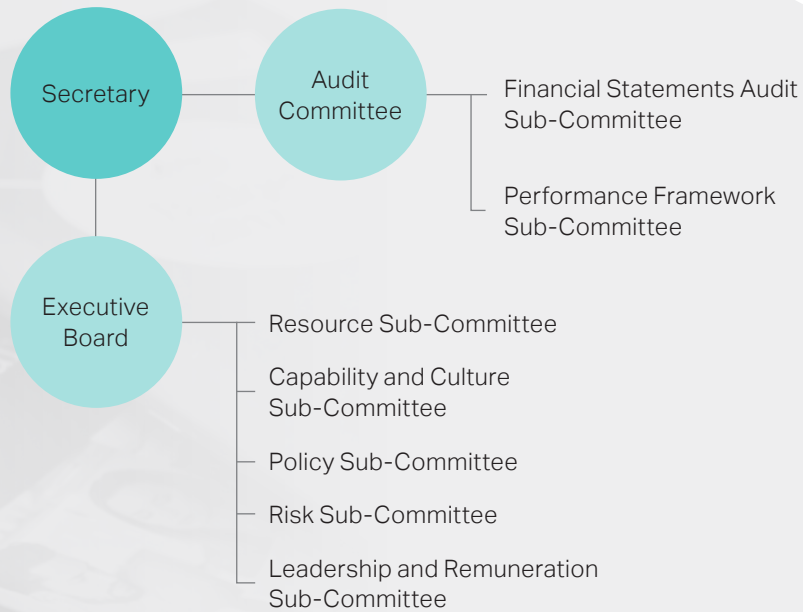 Secretary
Audit
Committee
Financial Statements Audit
Sub-Committee
Performance Framework
Sub-Committee
Executive
Board
Resource Sub-Committee
Capability and Culture
Sub-Committee
Policy Sub-Committee
Risk Sub-Committee
Leadership and Remuneration
Sub-Committee